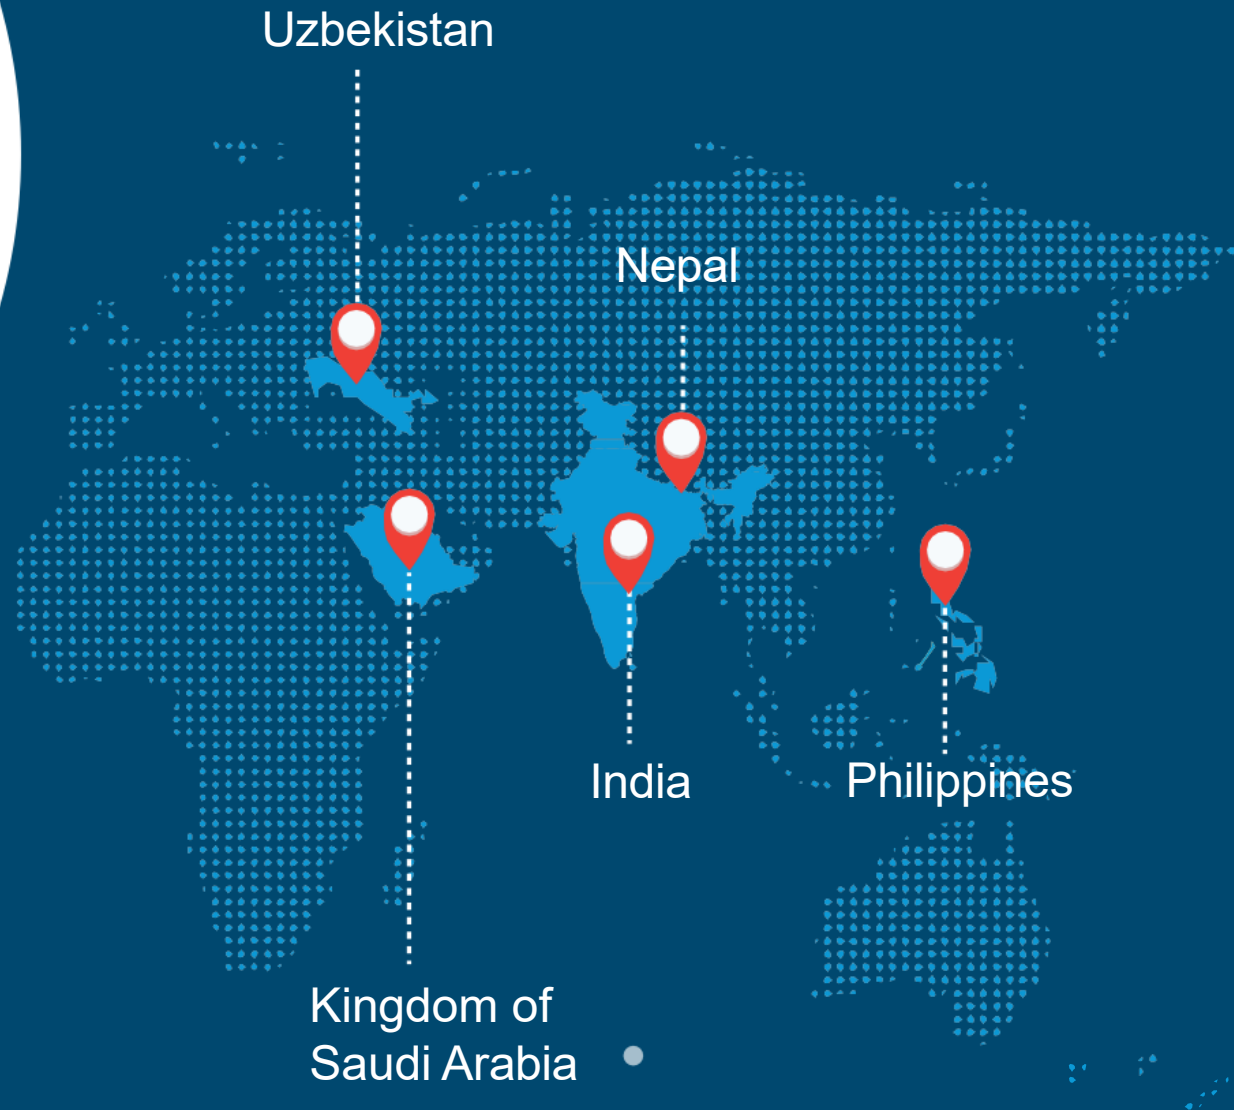 Uzbekistan
Nepal
India
Philippines
Kingdom of
Saudi Arabia